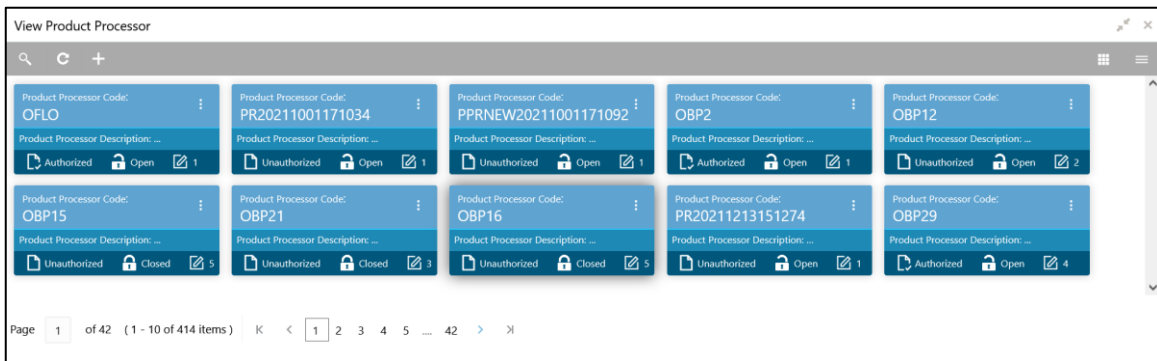 View Product Processor
Product Processor Code:
OFLO
Product Processor Description: ...
Authorized Open 1
Product Processor Code:
PR20211001171034
Product Processor Description: ...
Unauthorized Open 1
Product Processor Code:
PPRNEW20211001171092
Product Processor Description: ...
Unauthorized Open 1
Product Processor Code:
OBP2
Product Processor Description: ...
Authorized Open 1
Product Processor Code:
OBP12
Product Processor Description: ...
Unauthorized Open 2
Product Processor Code:
OBP15
Product Processor Description: ...
Unauthorized Closed 5
Product Processor Code:
OBP21
Product Processor Description: ...
Unauthorized Closed 3
Product Processor Code:
OBP16
Product Processor Description: ...
Unauthorized Closed 5
Product Processor Code:
PR20211213151274
Product Processor Description: ...
Unauthorized Open 1
Product Processor Code:
OBP29
Product Processor Description: ...
Authorized Open 4
Page 1 of 42 (1 - 10 of 414 items) 1 2 3 4 5 .... 42